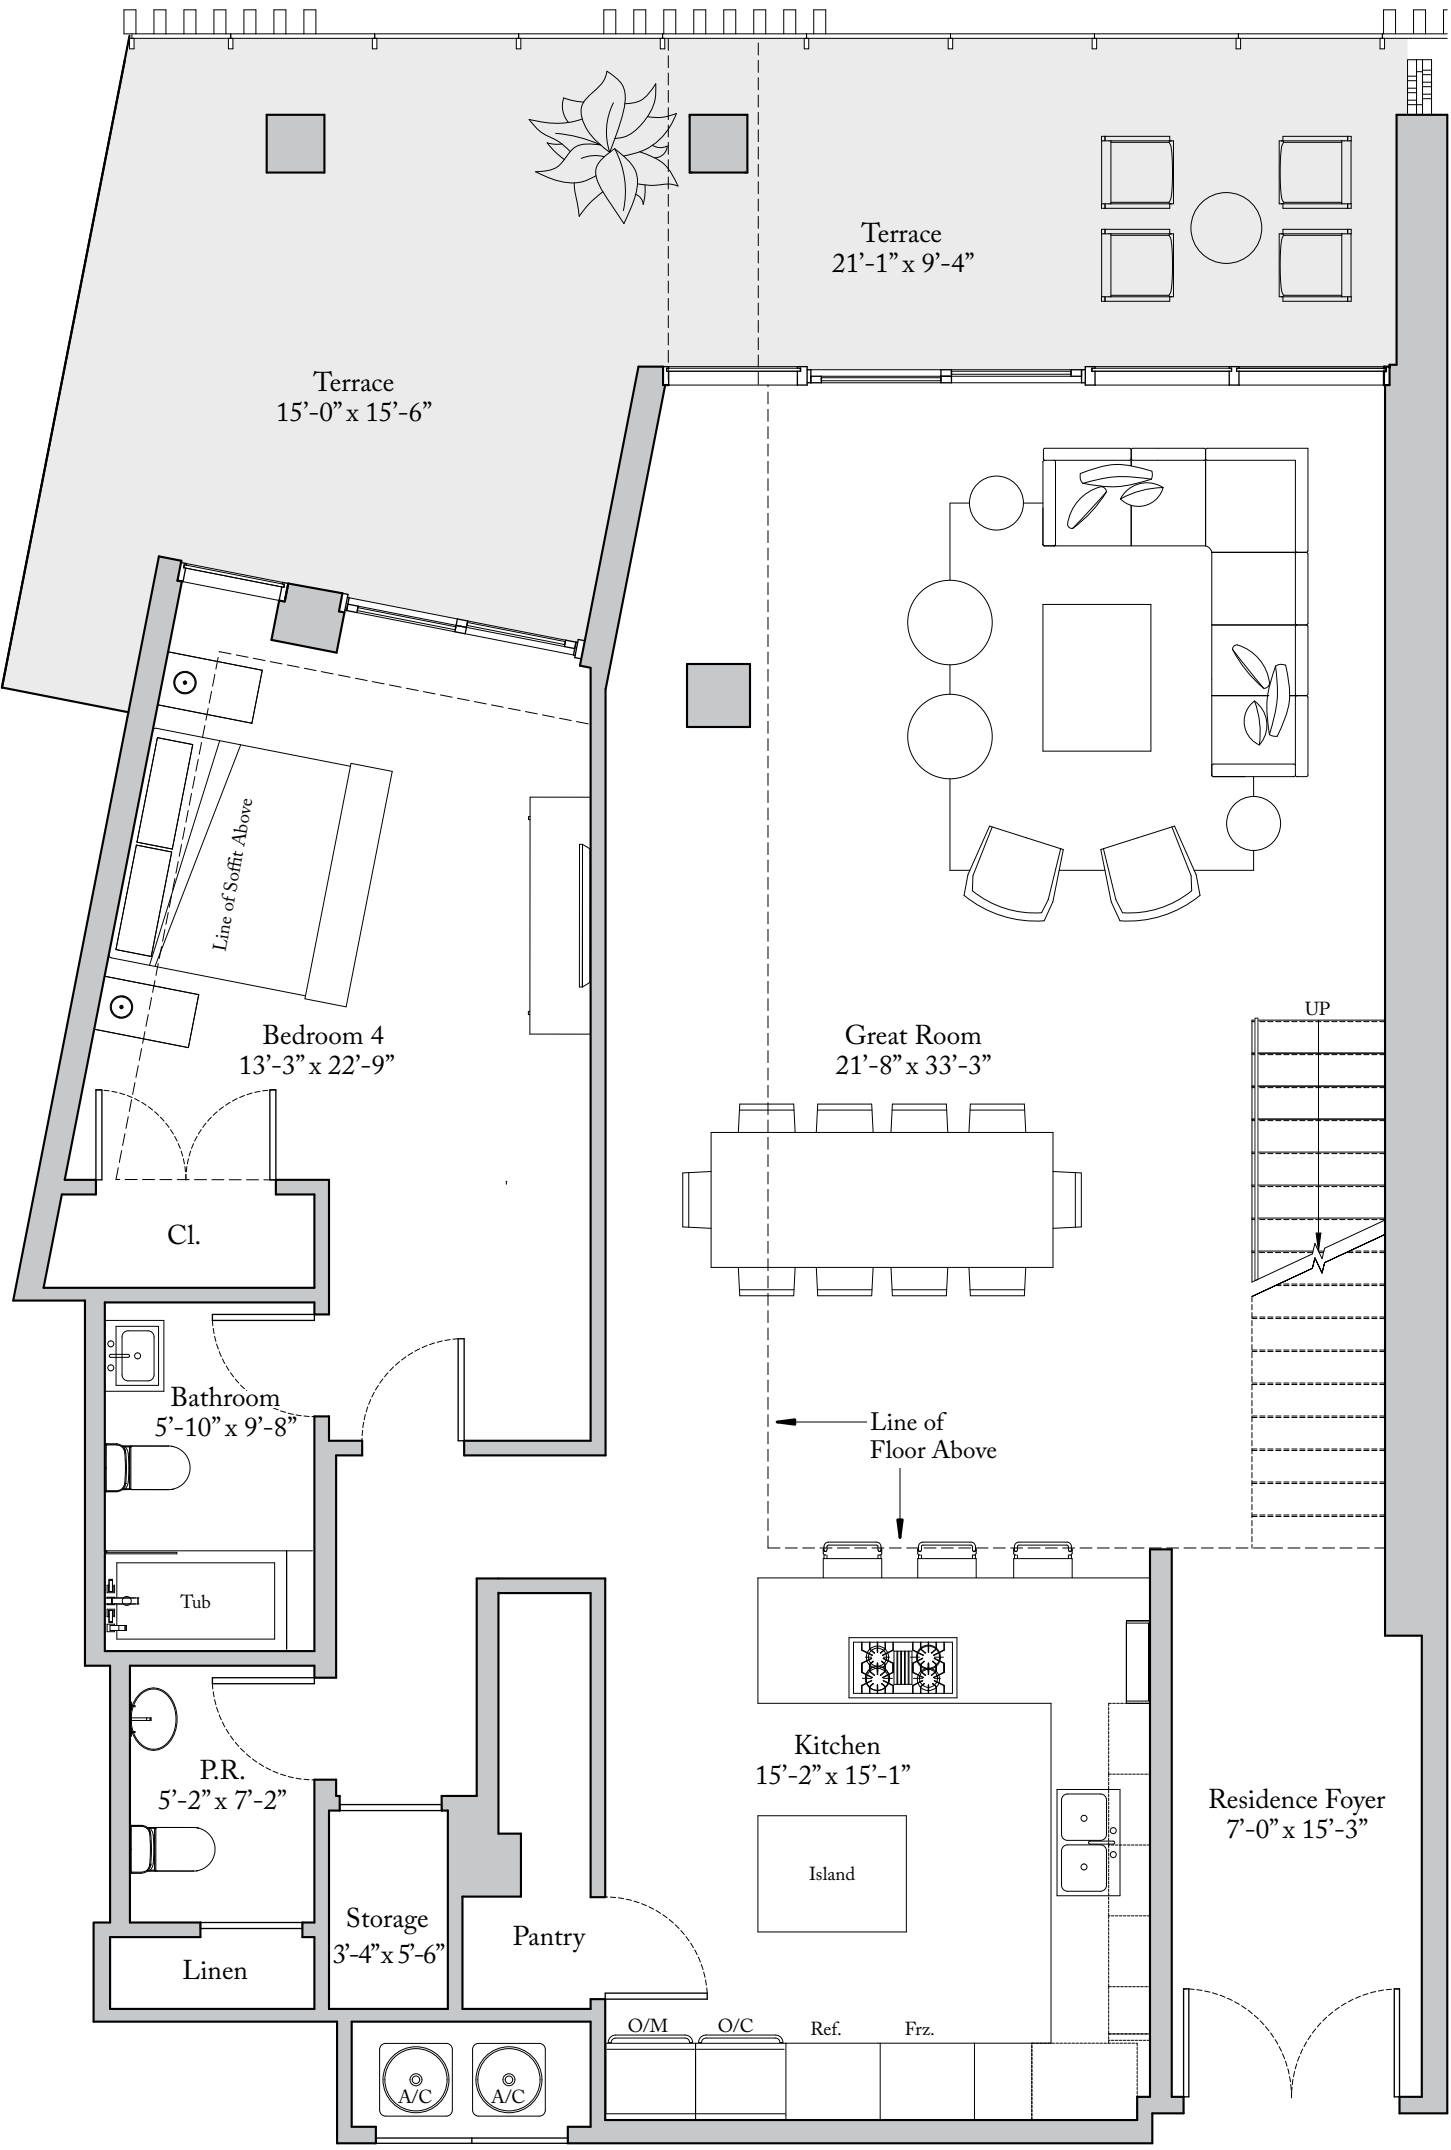 Terrace
21’-1” x 9’-4”
Terrace
15’-0” x 15’-6”
Line of Soffit Above
UP
Bedroom 4
13’-3” x 22’-9”
Great Room
21’-8” x 33’-3”
Cl.
Bathroom
5’-10” x 9’-8”
Line of
Floor Above
Tub
P.R.
5’-2” x 7’-2”
Kitchen
15’-2” x 15’-1”
Residence Foyer
7’-0” x 15’-3”
Island
Storage
3’-4” x 5’-6”
Pantry
Linen
O/M
O/C
Ref.
Frz.
A/C
A/C